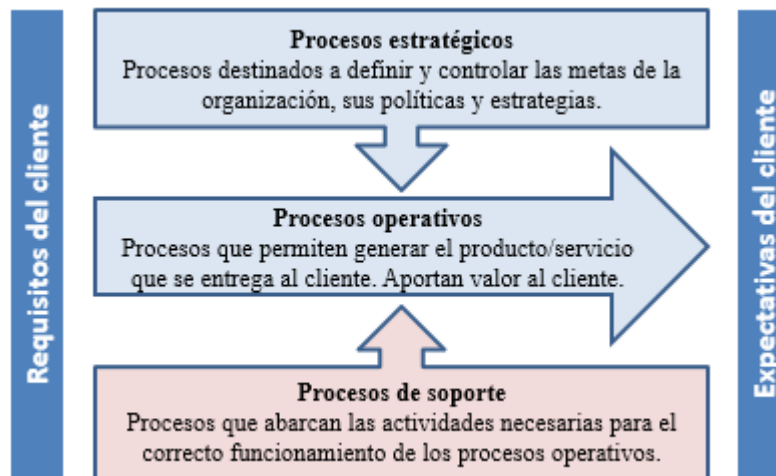 Requisitos del cliente
Procesos estratégicos
Procesos destinados a definir y controlar las metas de la
organización, sus políticas y estrategias.
Procesos operativos
Procesos que permiten generar el producto/servicio
que se entrega al cliente. Aportan valor al cliente.
Procesos de soporte
Procesos que abarcan las actividades necesarias para el
correcto funcionamiento de los procesos operativos.
Expectativas del cliente